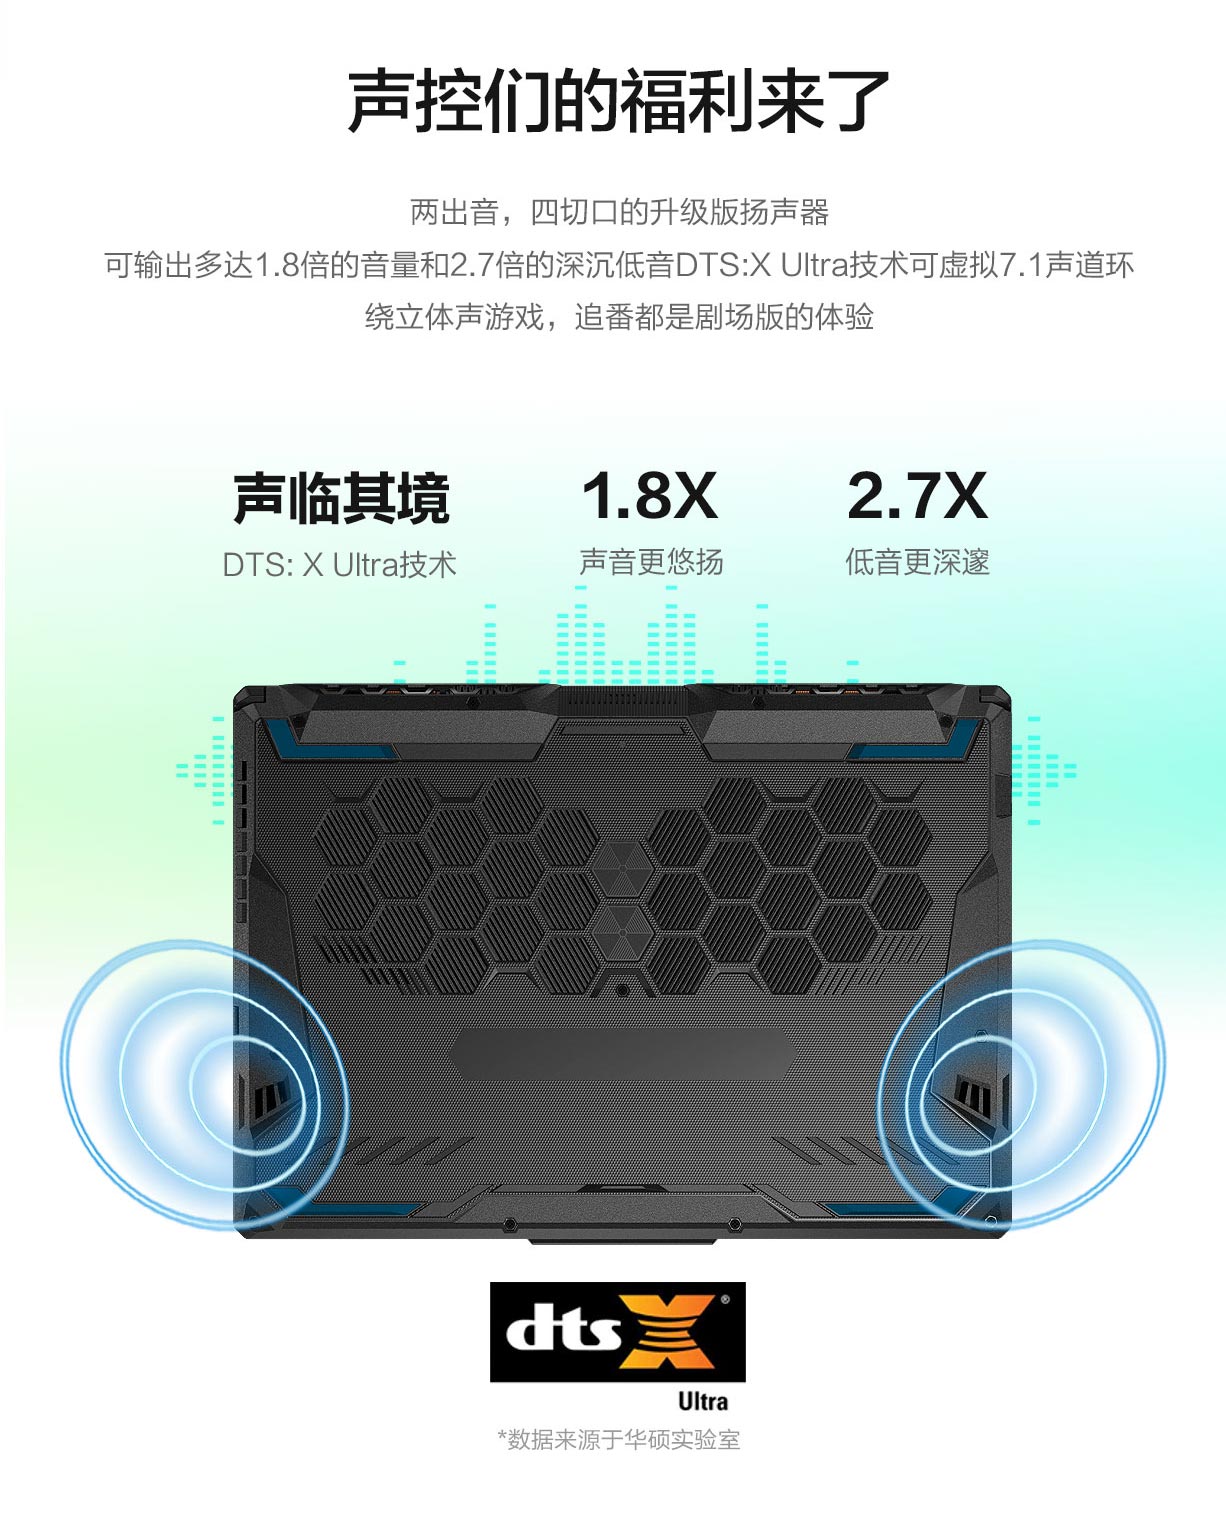 声控们的福利来了
两出音，四切口的升级版扬声器
可输出多达1.8倍的音量和2.7倍的深沉低音DTS:X Ultra技术可虚拟7.1声道环
绕立体声游戏，追番都是剧场版的体验
声临其境 1.8X 2.7X
DTS: X Ultra技术 声音更悠扬 低音更深邃
dts X ®
Ultra
*数据来源于华硕实验室